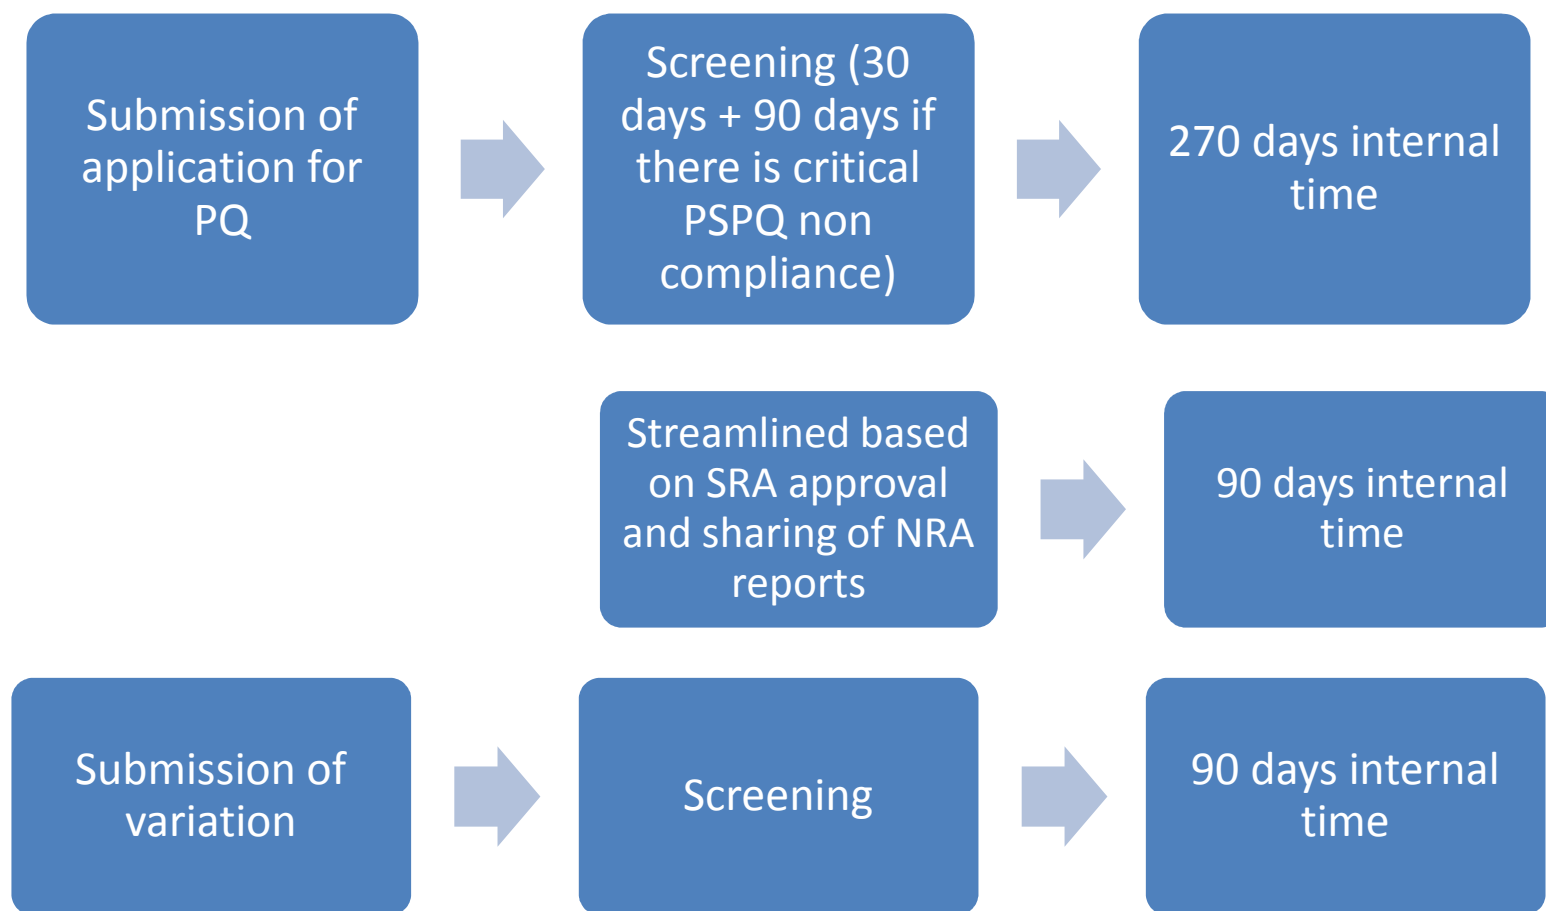 Submission of
application for
PQ
Screening (30
days + 90 days if
there is critical
PSPQ non
compliance)
270 days internal
time
Streamlined based
on SRA approval
and sharing of NRA
reports
90 days internal
time
Submission of
variation
Screening
90 days internal
time